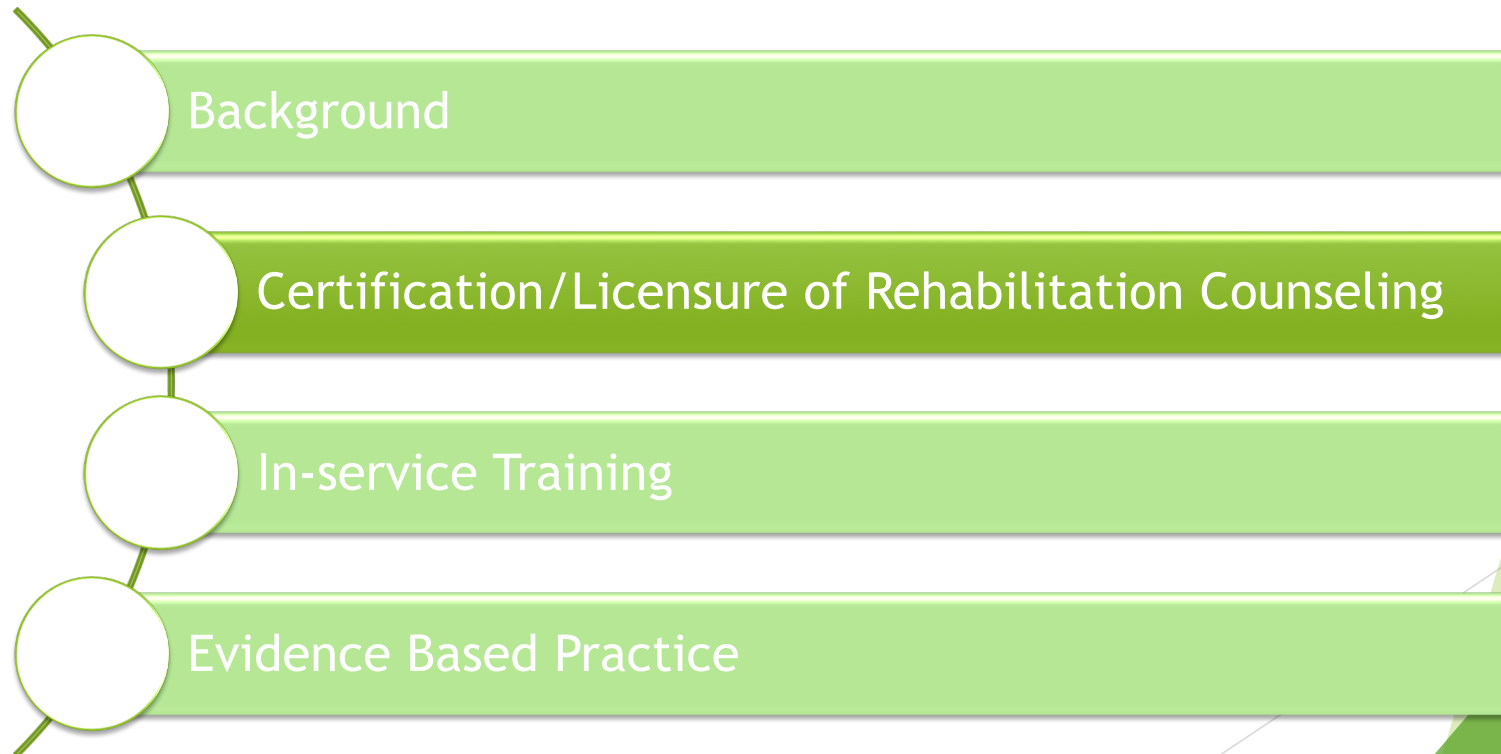 Background
Certification/Licensure of Rehabilitation Counseling
In-service Training
Evidence Based Practice